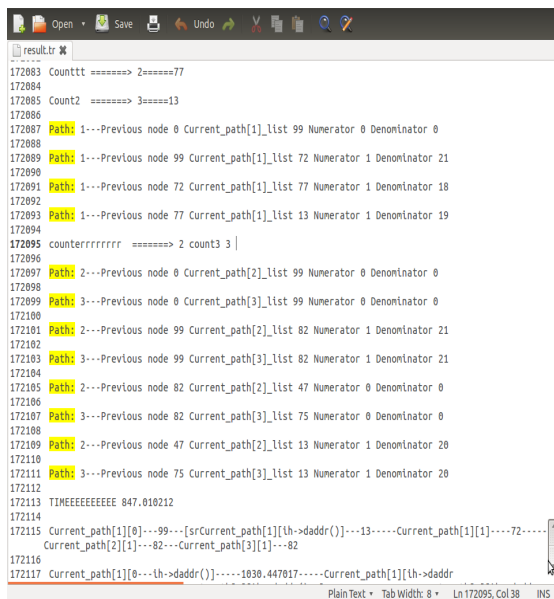 Open Save Undo
result.tr
172083 Counttt =======> 2======77
172084
172085 Count2 =======> 3=====13
172086
172087 Path: 1---Previous node 0 Current_path[1]_list 99 Numerator 0 Denominator 0
172088
172089 Path: 1---Previous node 99 Current_path[1]_list 72 Numerator 1 Denominator 21
172090
172091 Path: 1---Previous node 72 Current_path[1]_list 77 Numerator 1 Denominator 18
172092
172093 Path: 1---Previous node 77 Current_path[1]_list 13 Numerator 1 Denominator 19
172094
172095 counterrrrrrrr =======> 2 count3 3
172096
172097 Path: 2---Previous node 0 Current_path[2]_list 99 Numerator 0 Denominator 0
172098
172099 Path: 3---Previous node 0 Current_path[3]_list 99 Numerator 0 Denominator 0
172100
172101 Path: 2---Previous node 99 Current_path[2]_list 82 Numerator 1 Denominator 21
172102
172103 Path: 3---Previous node 99 Current_path[3]_list 82 Numerator 1 Denominator 21
172104
172105 Path: 2---Previous node 82 Current_path[2]_list 47 Numerator 0 Denominator 0
172106
172107 Path: 3---Previous node 82 Current_path[3]_list 75 Numerator 0 Denominator 0
172108
172109 Path: 2---Previous node 47 Current_path[2]_list 13 Numerator 1 Denominator 20
172110
172111 Path: 3---Previous node 75 Current_path[3]_list 13 Numerator 1 Denominator 20
172112
172113 TIMEEEEEEEEEE 847.010212
172114
172115 Current_path[1][0]---99---[srCurrent_path[1][ih->daddr()]---13-----Current_path[1][1]----72-----
Current_path[2][1]---82---Current_path[3][1]---82
172116
172117 Current_path[1][0---ih->daddr()]-----1030.447017-----Current_path[1][ih->daddr
Plain Text Tab Width: 8 Ln 172095, Col 38 INS